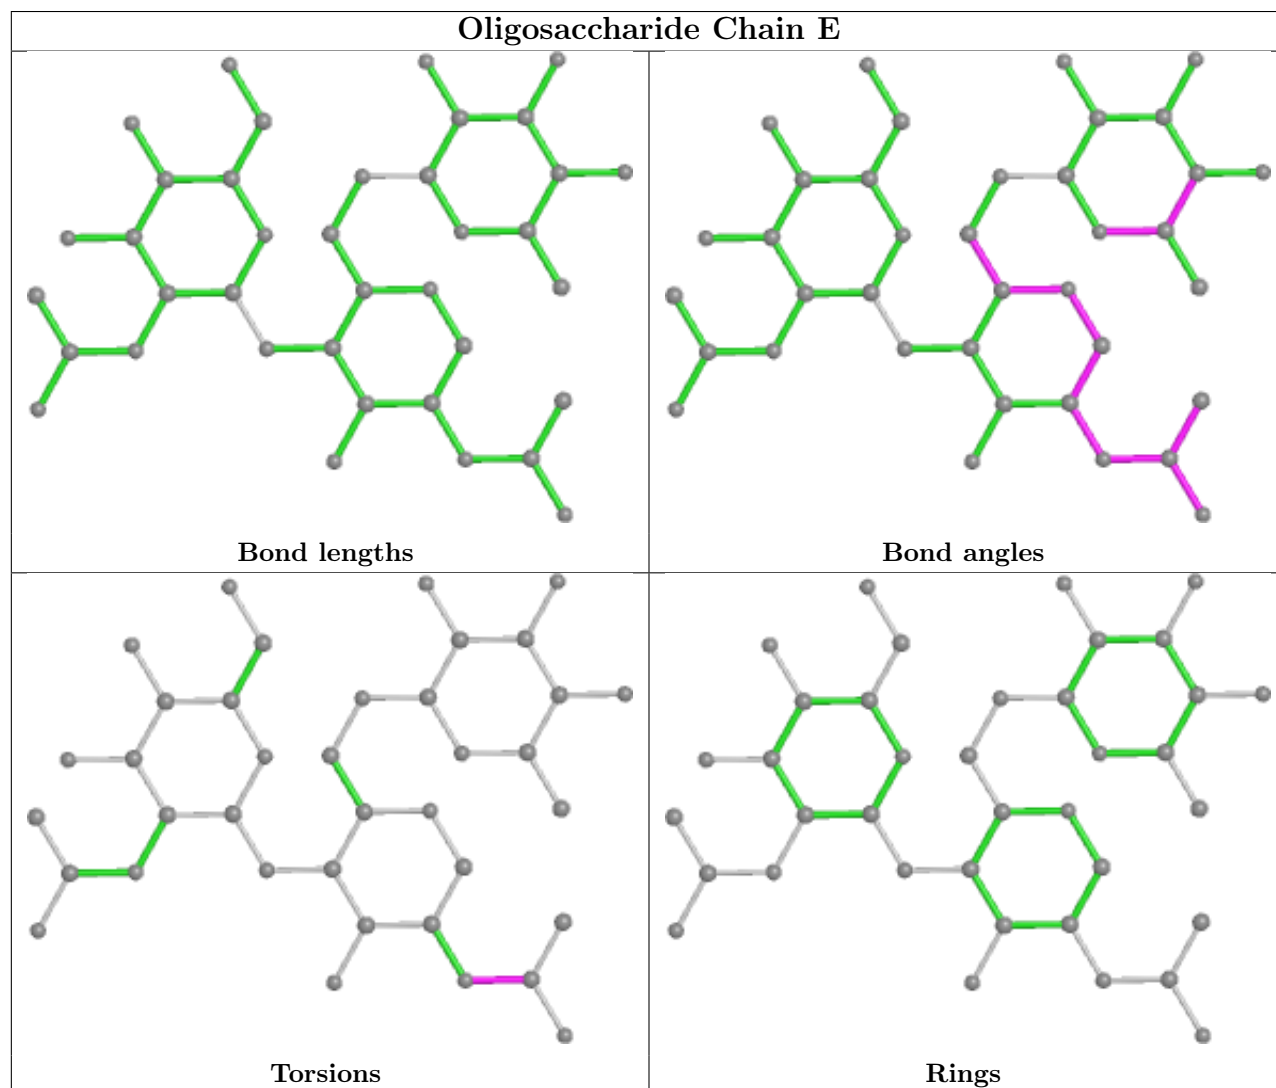 Oligosaccharide Chain E
Bond lengths
Bond angles
Torsions
Rings